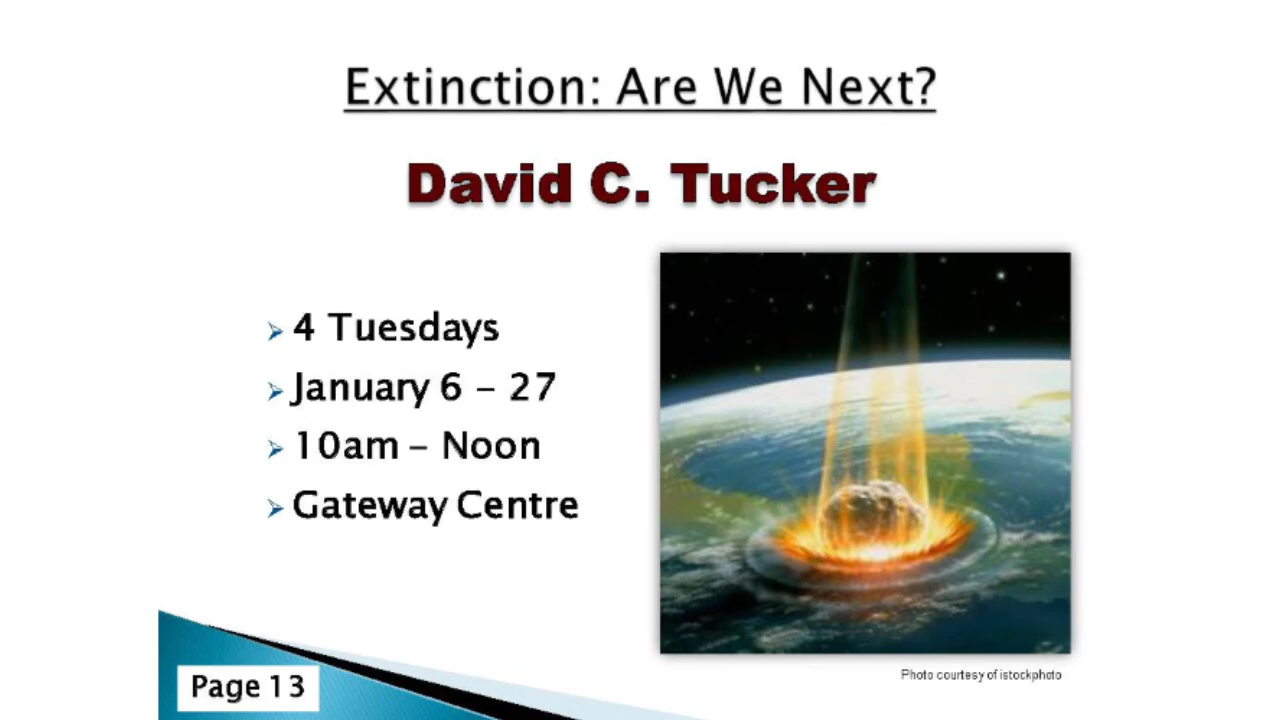 Extinction: Are We Next?
David C. Tucker
4 Tuesdays
January 6 – 27
10am – Noon
Gateway Centre
Photo courtesy of istockphoto
Page 13